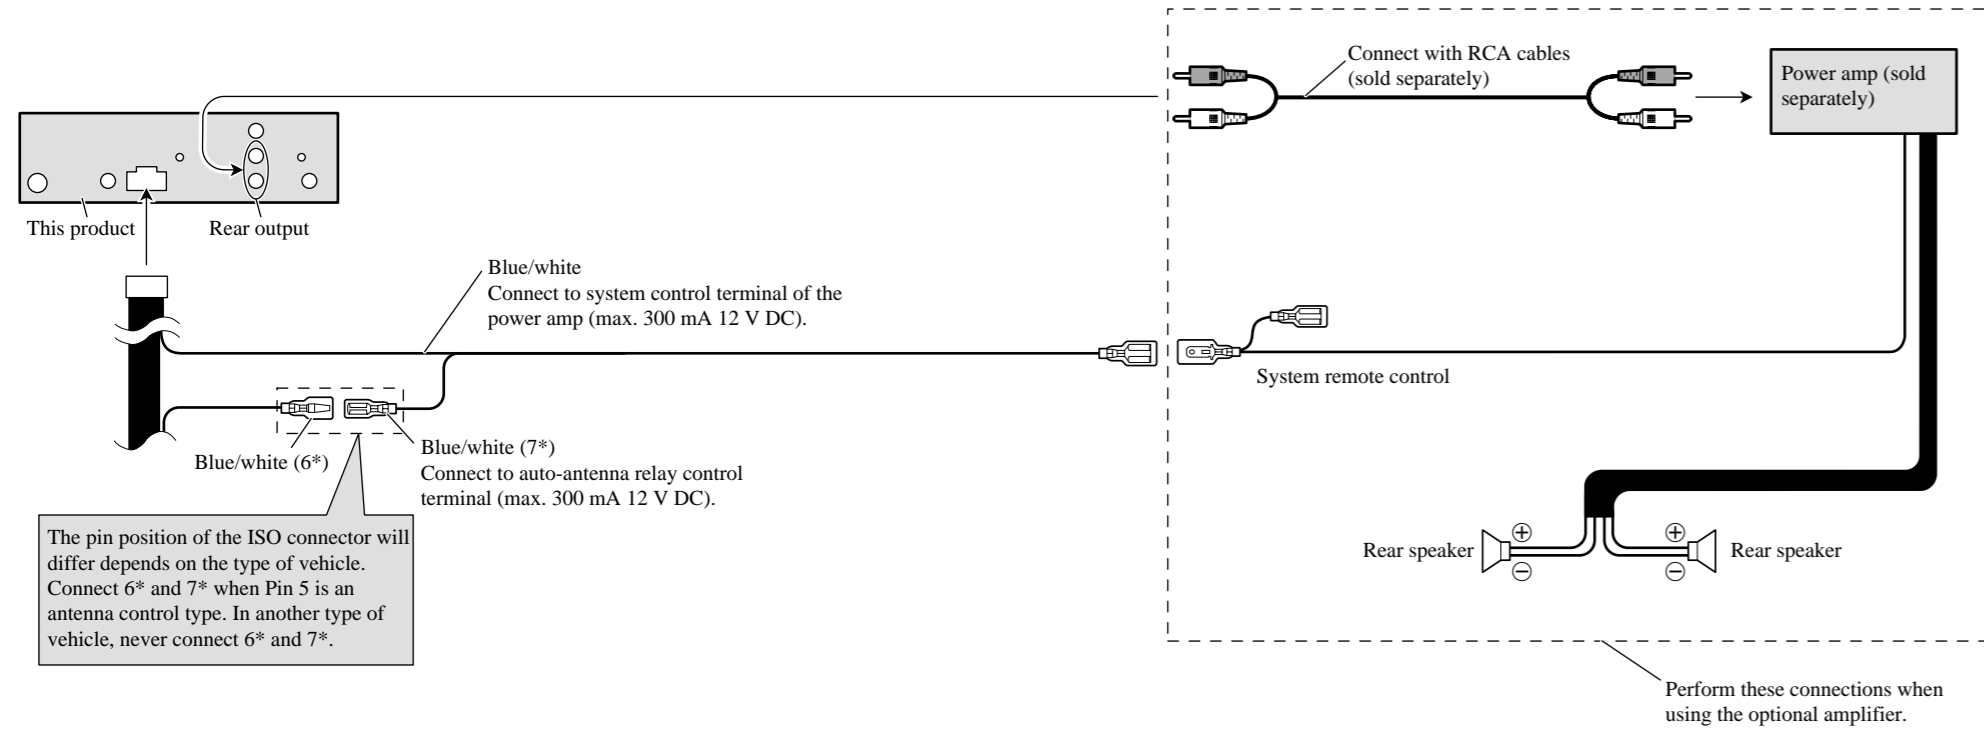 Connect with RCA cables
(sold separately)
Power amp (sold
separately)
This product
Rear output
Blue/white
Connect to system control terminal of the
power amp (max. 300 mA 12 V DC).
System remote control
Blue/white (6*)
Blue/white (7*)
Connect to auto-antenna relay control
terminal (max. 300 mA 12 V DC).
The pin position of the ISO connector will
differ depends on the type of vehicle.
Connect 6* and 7* when Pin 5 is an
antenna control type. In another type of
vehicle, never connect 6* and 7*.
Rear speaker
+
−
+
−
Rear speaker
Perform these connections when
using the optional amplifier.